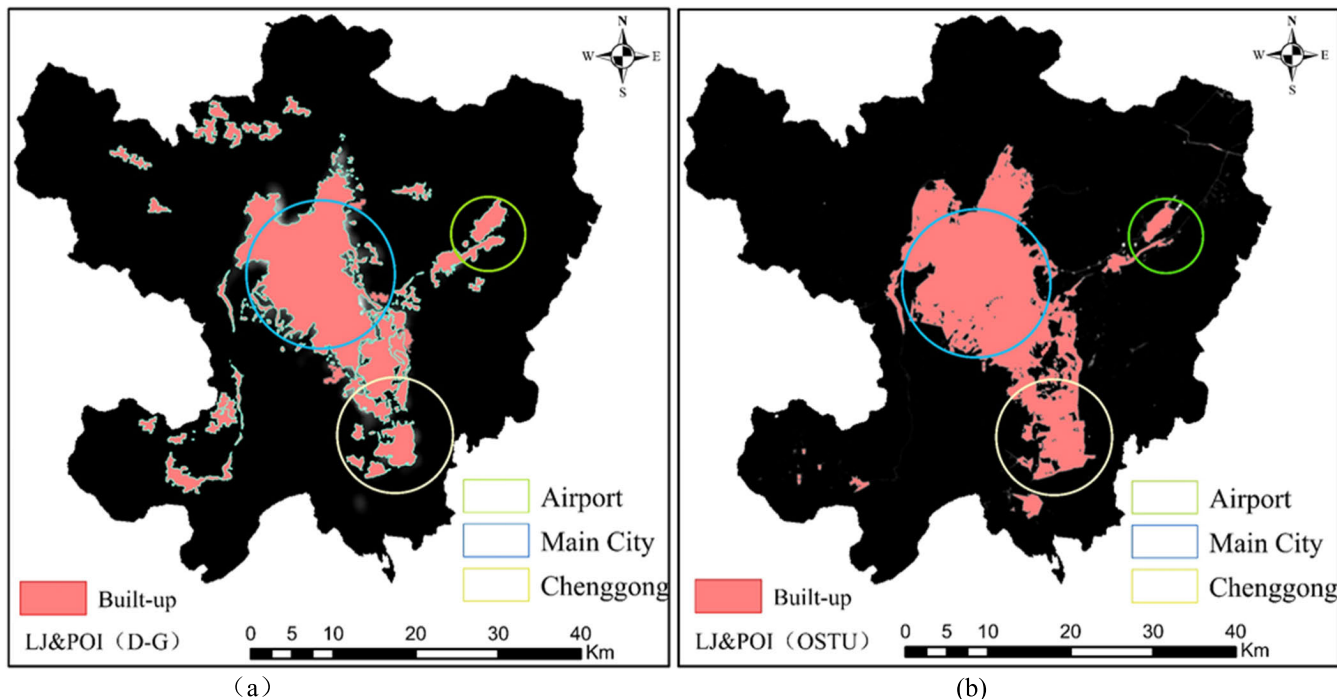 N
W E
S
Airport
Main City
Chenggong
Built-up
LJ&POI（D-G）
0 5 10 20 30 40
Km
（a）
N
W E
S
Airport
Main City
Chenggong
Built-up
LJ&POI（OSTU）
0 5 10 20 30 40
Km
(b)